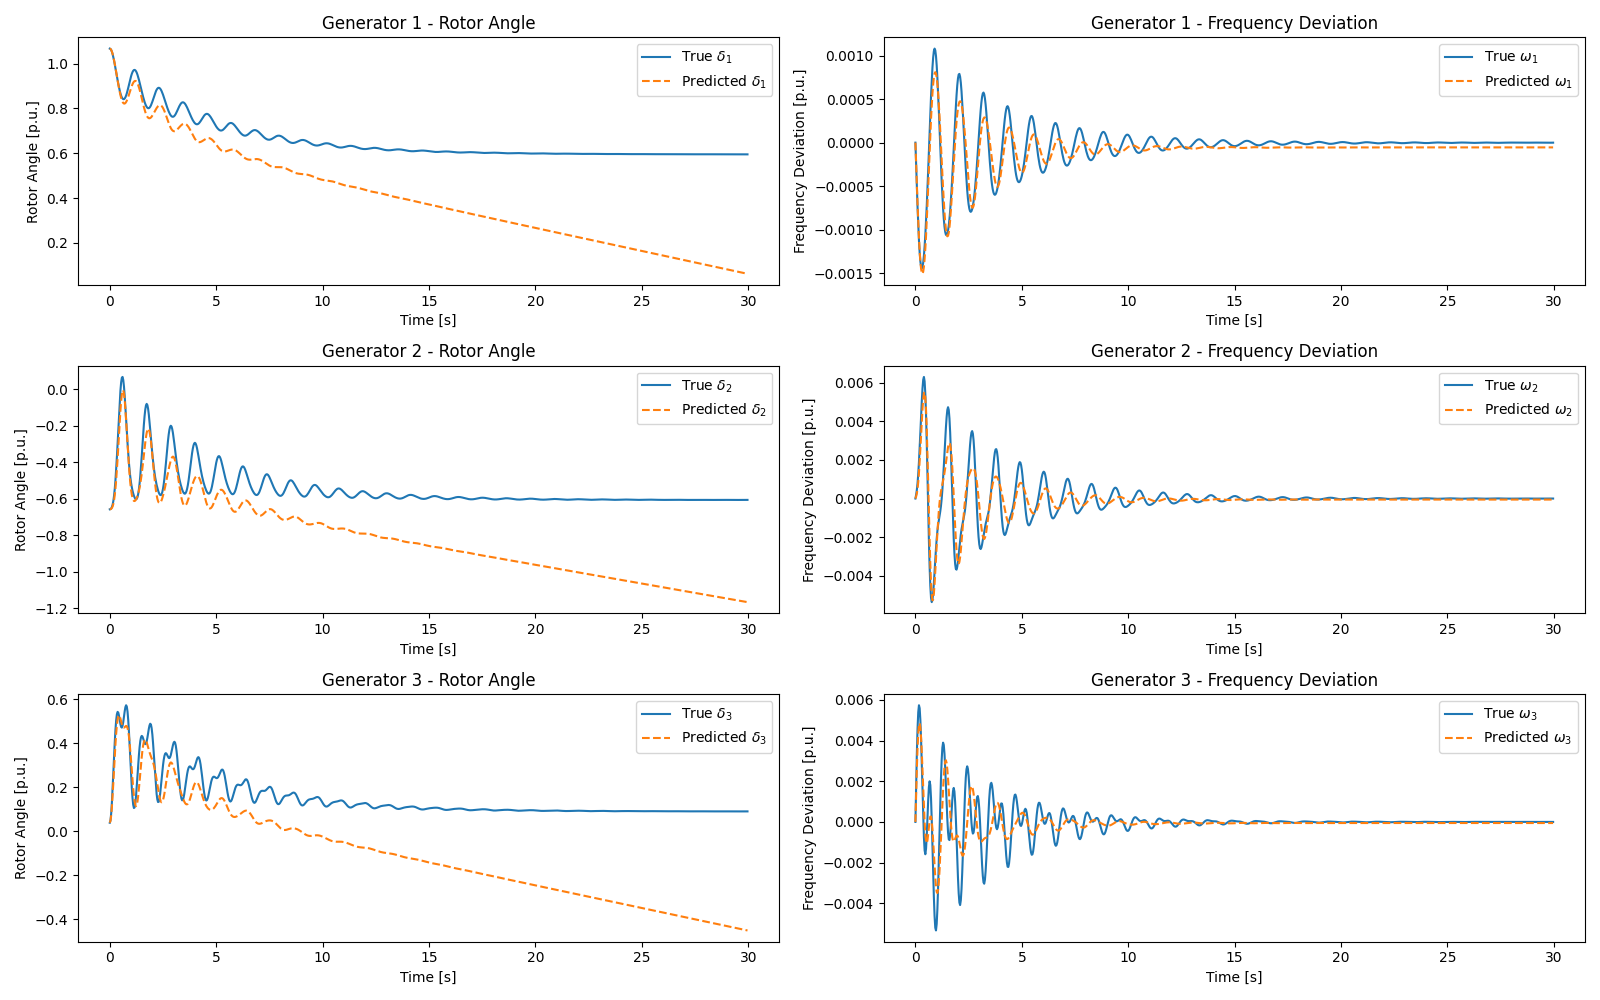 Generator 1 - Rotor Angle
Rotor Angle [p.u.]
1.0
0.8
0.6
0.4
0.2
True δ₁
Predicted δ₁
0 5 10 15 20 25 30
Time [s]
Generator 1 - Frequency Deviation
Frequency Deviation [p.u.]
0.0010
0.0005
0.0000
−0.0005
−0.0010
−0.0015
True ω₁
Predicted ω₁
0 5 10 15 20 25 30
Time [s]
Generator 2 - Rotor Angle
Rotor Angle [p.u.]
0.0
−0.2
−0.4
−0.6
−0.8
−1.0
−1.2
True δ₂
Predicted δ₂
0 5 10 15 20 25 30
Time [s]
Generator 2 - Frequency Deviation
Frequency Deviation [p.u.]
0.006
0.004
0.002
0.000
−0.002
−0.004
True ω₂
Predicted ω₂
0 5 10 15 20 25 30
Time [s]
Generator 3 - Rotor Angle
Rotor Angle [p.u.]
0.6
0.4
0.2
0.0
−0.2
−0.4
True δ₃
Predicted δ₃
0 5 10 15 20 25 30
Time [s]
Generator 3 - Frequency Deviation
Frequency Deviation [p.u.]
0.006
0.004
0.002
0.000
−0.002
−0.004
True ω₃
Predicted ω₃
0 5 10 15 20 25 30
Time [s]